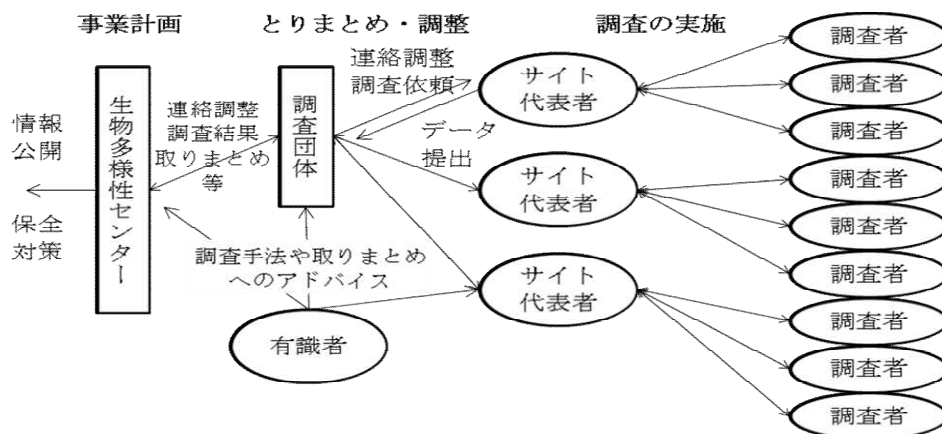 事業計画
とりまとめ・調整
調査の実施
情報
公開
保全
対策
生物多様性センター
連絡調整
調査結果
取りまとめ
等
調査団体
連絡調整
調査依頼
データ
提出
調査手法や取りまとめ
へのアドバイス
有識者
サイト
代表者
サイト
代表者
サイト
代表者
調査者
調査者
調査者
調査者
調査者
調査者
調査者
調査者
調査者